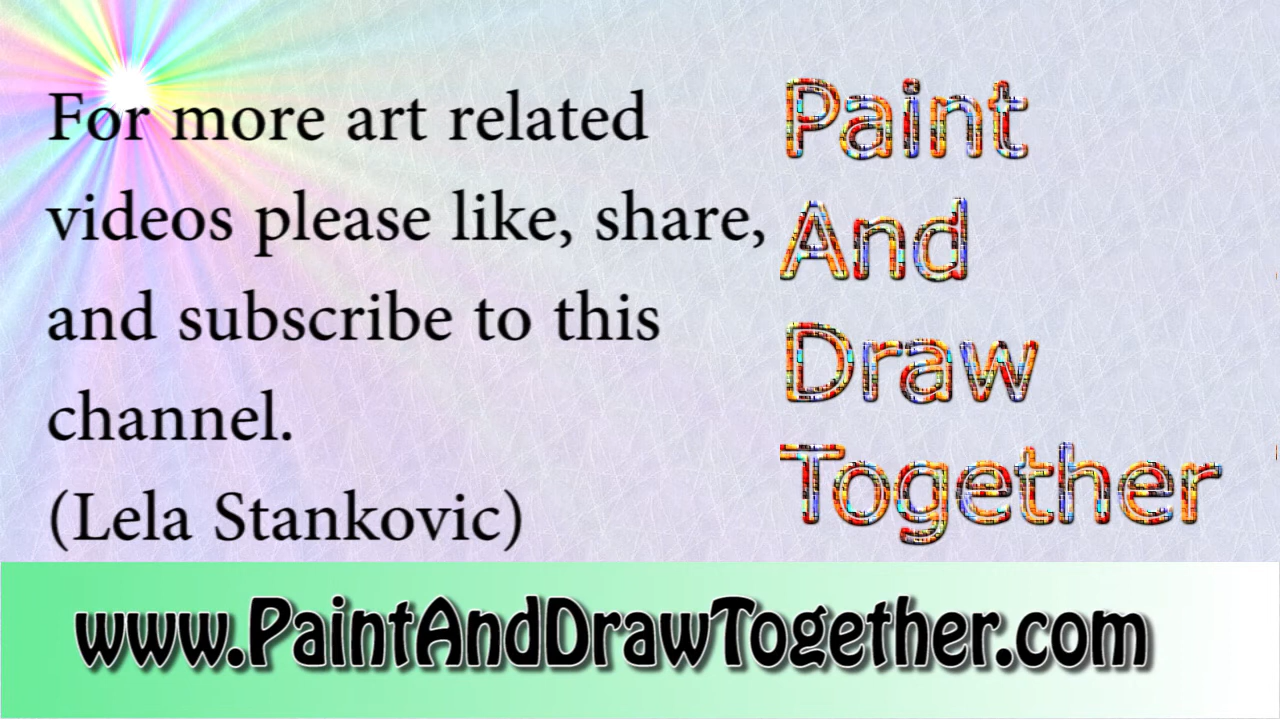 For more art related
videos please like, share,
and subscribe to this
channel.
(Lela Stankovic)
Paint
And
Draw
Together
www.PaintAndDrawTogether.com